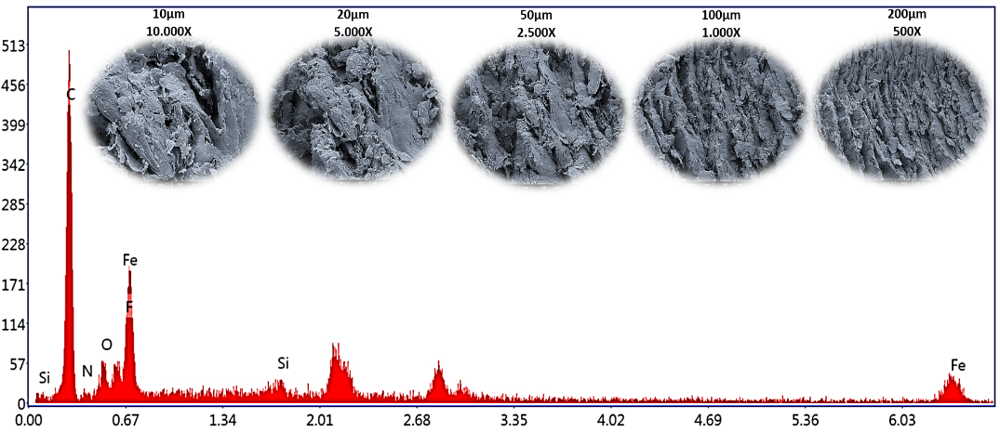 10µm 20µm 50µm 100µm 200µm
10.000X 5.000X 2.500X 1.000X 500X
513
456
C
399
342
285
Fe
228
171
F
114
O
57
Si N Si Fe
0
0.00 0.67 1.34 2.01 2.68 3.35 4.02 4.69 5.36 6.03